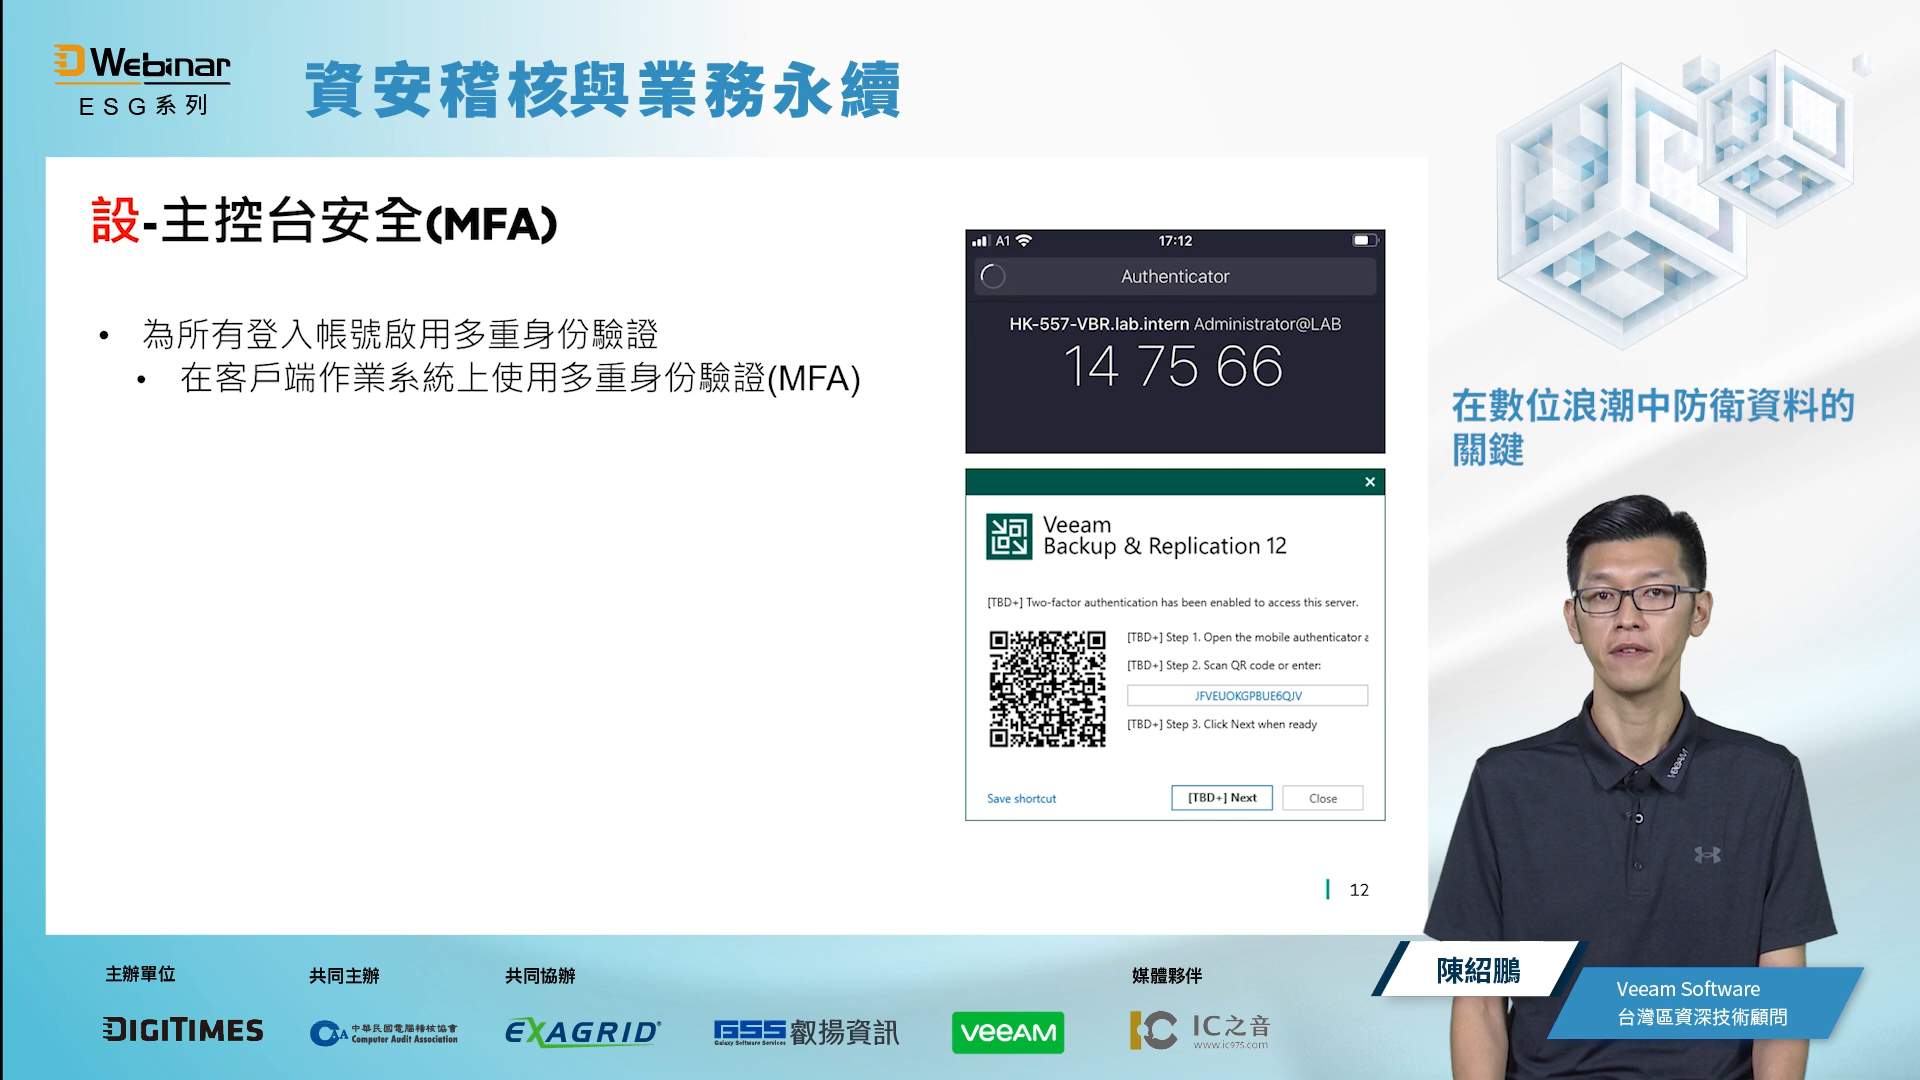 D Webinar
ESG系列
資安稽核與業務永續
設-主控台安全(MFA)
• 為所有登入帳號啟用多重身份驗證
• 在客戶端作業系統上使用多重身份驗證(MFA)
A1
17:12
Authenticator
HK-557-VBR.lab.intern Administrator@LAB
14 75 66
Veeam
Backup & Replication 12
[TBD+] Two-factor authentication has been enabled to access this server.
[TBD+] Step 1. Open the mobile authenticator a
[TBD+] Step 2. Scan QR code or enter:
JFVEUOKGPBUE6QJV
[TBD+] Step 3. Click Next when ready
Save shortcut
[TBD+] Next
Close
12
在數位浪潮中防衛資料的
關鍵
VEEAM
陳紹鵬
Veeam Software
台灣區資深技術顧問
主辦單位
DIGITIMES
共同主辦
CAA 中華民國電腦稽核協會
Computer Audit Association
共同協辦
EXAGRID®
GSS 叡揚資訊
Galaxy Software Services
VEEAM
媒體夥伴
IC IC之音
www.ic975.com